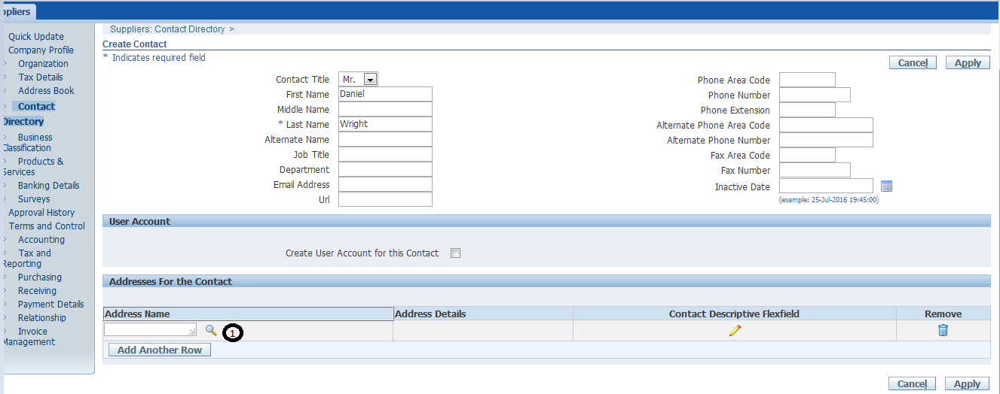 ppliers
Quick Update
Company Profile
Organization
Tax Details
Address Book
Contact
Directory
Business
Classification
Products &
Services
Banking Details
Surveys
Approval History
Terms and Control
Accounting
Tax and
Reporting
Purchasing
Receiving
Payment Details
Relationship
Invoice
Management
Suppliers: Contact Directory >
Create Contact
* Indicates required field
Cancel Apply
Contact Title Mr.
First Name Daniel
Middle Name
* Last Name Wright
Alternate Name
Job Title
Department
Email Address
Url
Phone Area Code
Phone Number
Phone Extension
Alternate Phone Area Code
Alternate Phone Number
Fax Area Code
Fax Number
Inactive Date
(example: 25-Jul-2016 19:45:00)
User Account
Create User Account for this Contact
Addresses For the Contact
Address Name Address Details Contact Descriptive Flexfield Remove
1
Add Another Row
Cancel Apply